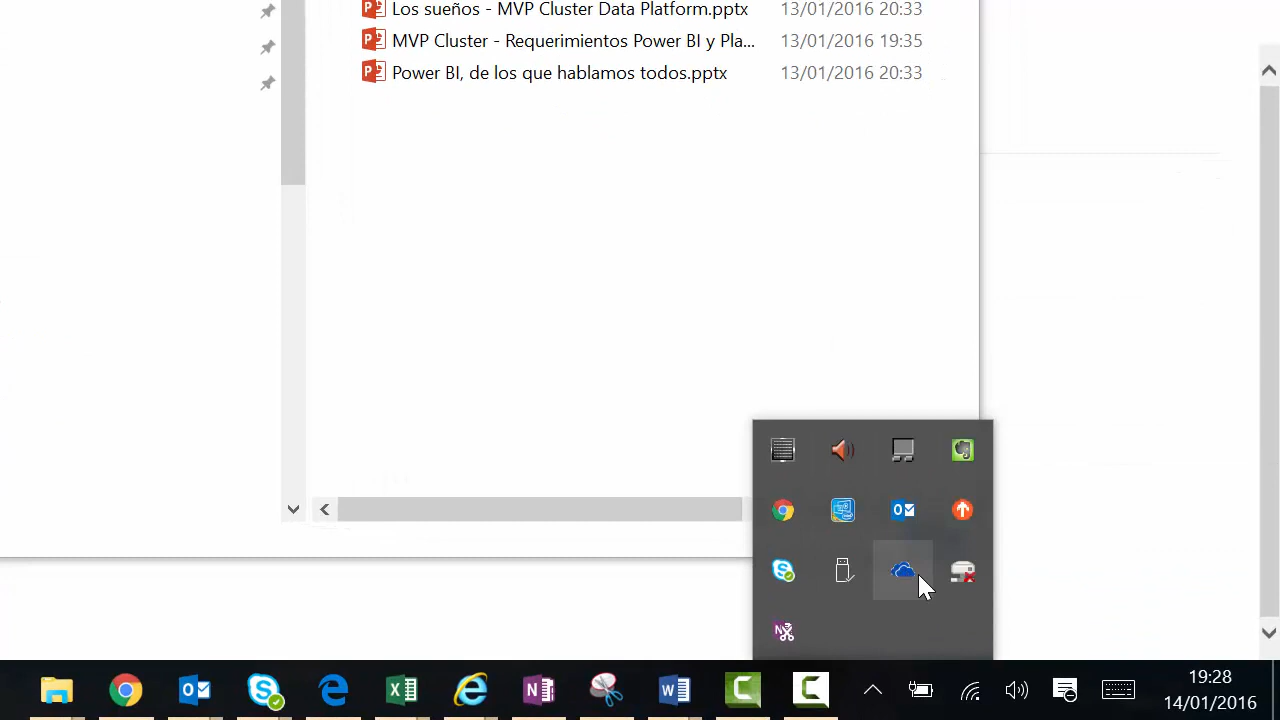 Los sueños - MVP Cluster Data Platform.pptx 13/01/2016 20:33
MVP Cluster - Requerimientos Power BI y Pla... 13/01/2016 19:35
Power BI, de los que hablamos todos.pptx 13/01/2016 20:33
19:28
14/01/2016